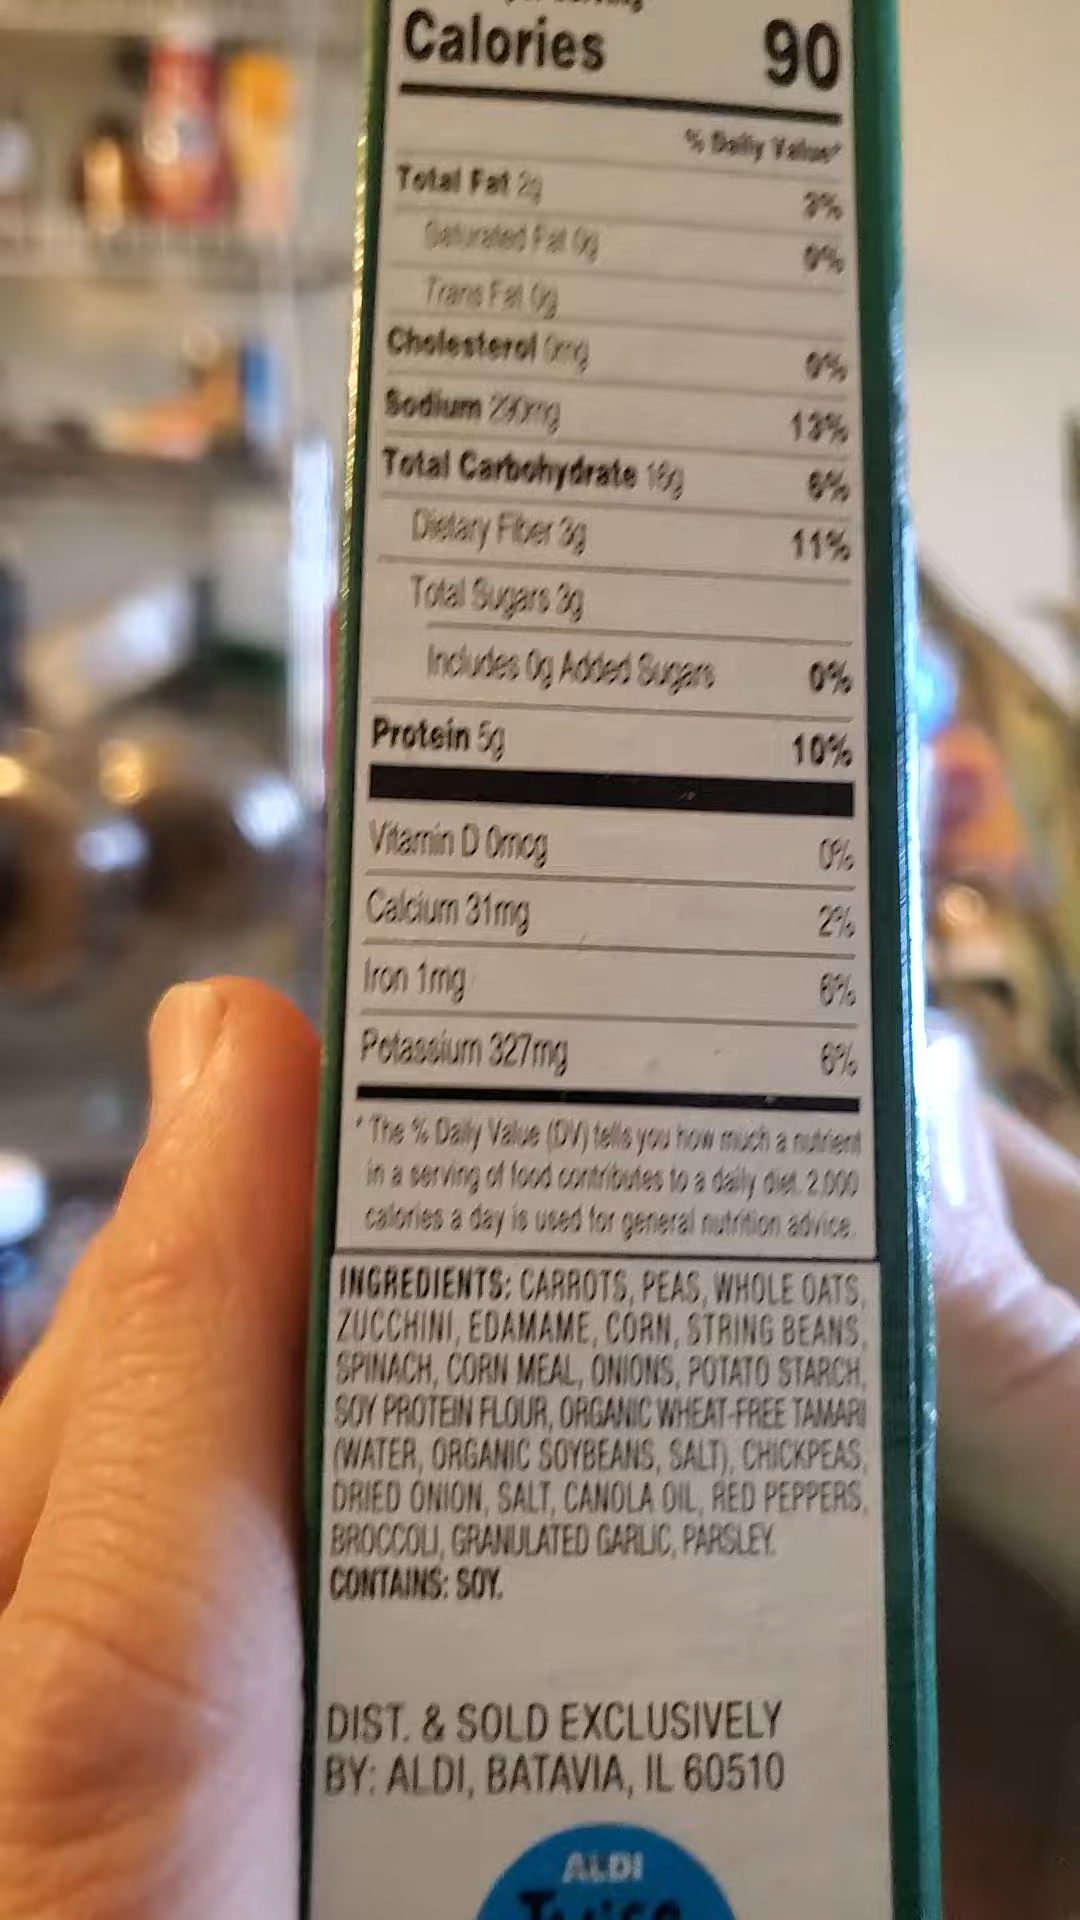 Calories 90
% Daily Value*
Total Fat 2g 3%
Saturated Fat 0g 0%
Trans Fat 0g
Cholesterol 0mg 0%
Sodium 290mg 13%
Total Carbohydrate 16g 6%
Dietary Fiber 3g 11%
Total Sugars 3g
Includes 0g Added Sugars 0%
Protein 5g 10%
Vitamin D 0mcg 0%
Calcium 31mg 2%
Iron 1mg 6%
Potassium 327mg 6%
* The % Daily Value (DV) tells you how much a nutrient
in a serving of food contributes to a daily diet. 2,000
calories a day is used for general nutrition advice.
INGREDIENTS: CARROTS, PEAS, WHOLE OATS,
ZUCCHINI, EDAMAME, CORN, STRING BEANS,
SPINACH, CORN MEAL, ONIONS, POTATO STARCH,
SOY PROTEIN FLOUR, ORGANIC WHEAT-FREE TAMARI
(WATER, ORGANIC SOYBEANS, SALT), CHICKPEAS,
DRIED ONION, SALT, CANOLA OIL, RED PEPPERS,
BROCCOLI, GRANULATED GARLIC, PARSLEY.
CONTAINS: SOY.
DIST. & SOLD EXCLUSIVELY
BY: ALDI, BATAVIA, IL 60510
ALDI
Twice